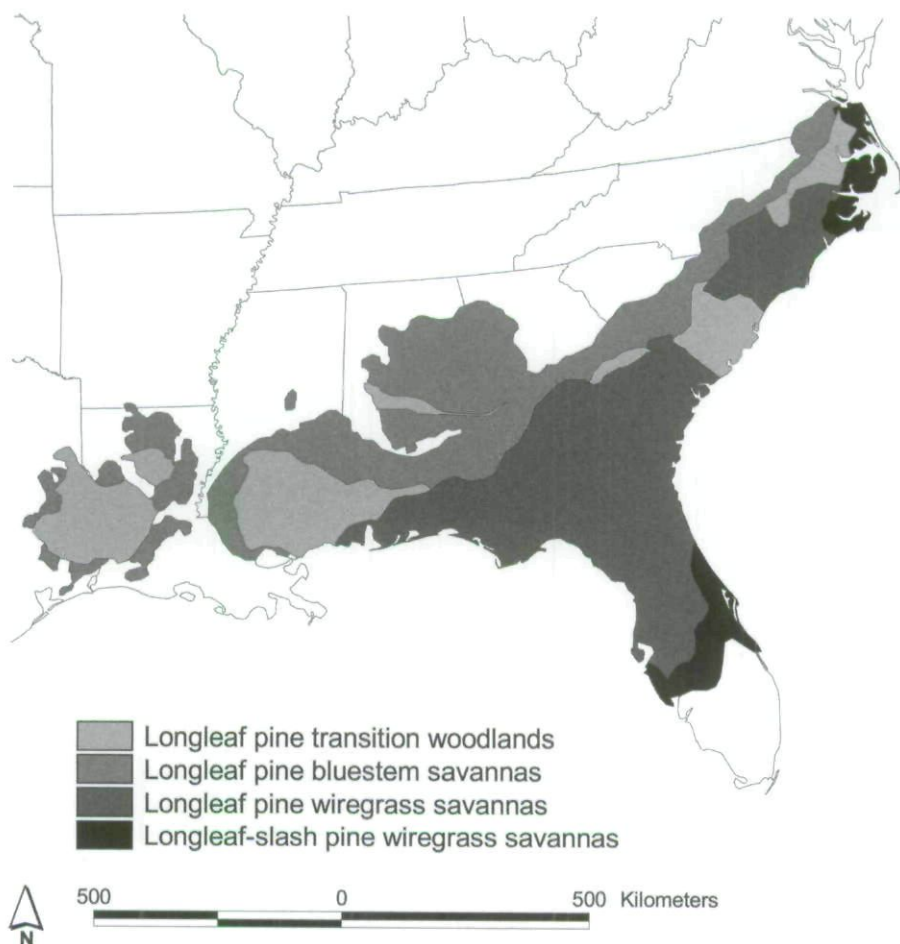 Longleaf pine transition woodlands
Longleaf pine bluestem savannas
Longleaf pine wiregrass savannas
Longleaf-slash pine wiregrass savannas
500 0 500 Kilometers
N